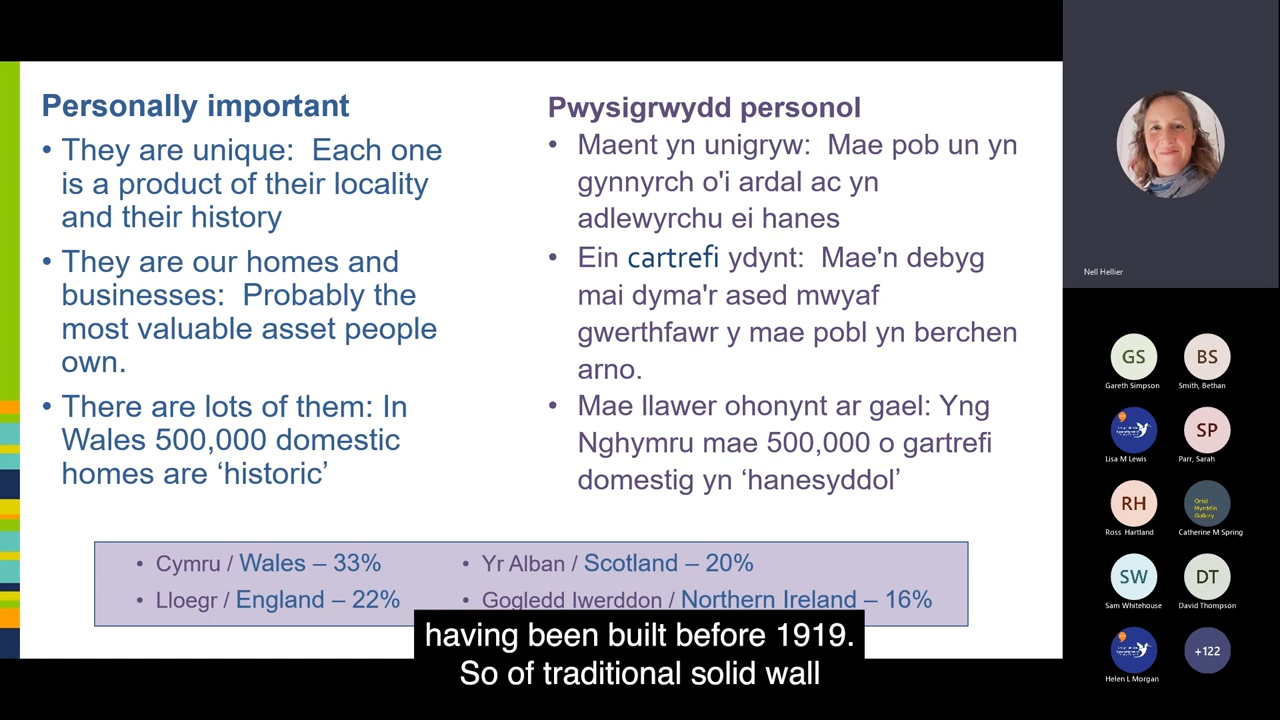 Personally important
• They are unique:  Each one
is a product of their locality
and their history
• They are our homes and
businesses:  Probably the
most valuable asset people
own.
• There are lots of them: In
Wales 500,000 domestic
homes are ‘historic’
Pwysigrwydd personol
• Maent yn unigryw:  Mae pob un yn
gynnyrch o'i ardal ac yn
adlewyrchu ei hanes
• Ein cartrefi ydynt:  Mae'n debyg
mai dyma'r ased mwyaf
gwerthfawr y mae pobl yn berchen
arno.
• Mae llawer ohonynt ar gael: Yng
Nghymru mae 500,000 o gartrefi
domestig yn ‘hanesyddol’
• Cymru / Wales – 33%
• Lloegr / England – 22%
• Yr Alban / Scotland – 20%
• Gogledd Iwerddon / Northern Ireland – 16%
having been built before 1919.
So of traditional solid wall
Nell Hellier
GS
Gareth Simpson
BS
Smith, Bethan
Lisa M Lewis
SP
Parr, Sarah
RH
Ross Hartland
Oriel
Myrddin
Gallery
Catherine M Spring
SW
Sam Whitehouse
DT
David Thompson
Helen L Morgan
+122